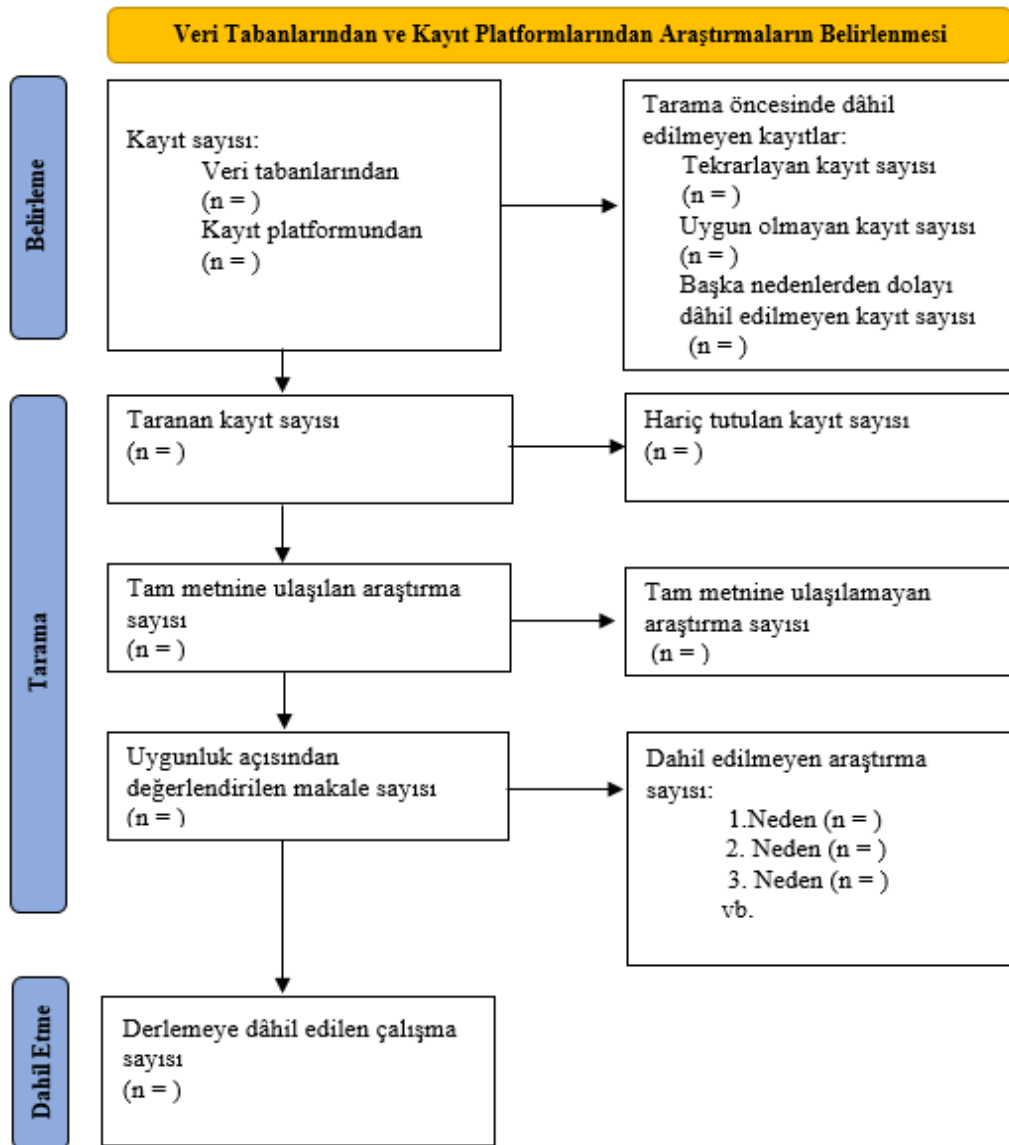 Veri Tabanlarından ve Kayıt Platformlarından Araştırmaların Belirlenmesi
Belirleme
Kayıt sayısı:
Veri tabanlarından
(n = )
Kayıt platformundan
(n = )
Tarama öncesinde dâhil
edilmeyen kayıtlar:
Tekrarlayan kayıt sayısı
(n = )
Uygun olmayan kayıt sayısı
(n = )
Başka nedenlerden dolayı
dâhil edilmeyen kayıt sayısı
(n = )
Tarama
Taranan kayıt sayısı
(n = )
Hariç tutulan kayıt sayısı
(n = )
Tam metnine ulaşılan araştırma
sayısı
(n = )
Tam metnine ulaşılamayan
araştırma sayısı
(n = )
Uygunluk açısından
değerlendirilen makale sayısı
(n = )
Dahil edilmeyen araştırma
sayısı:
1.Neden (n = )
2. Neden (n = )
3. Neden (n = )
vb.
Dahil Etme
Derlemeye dâhil edilen çalışma
sayısı
(n = )